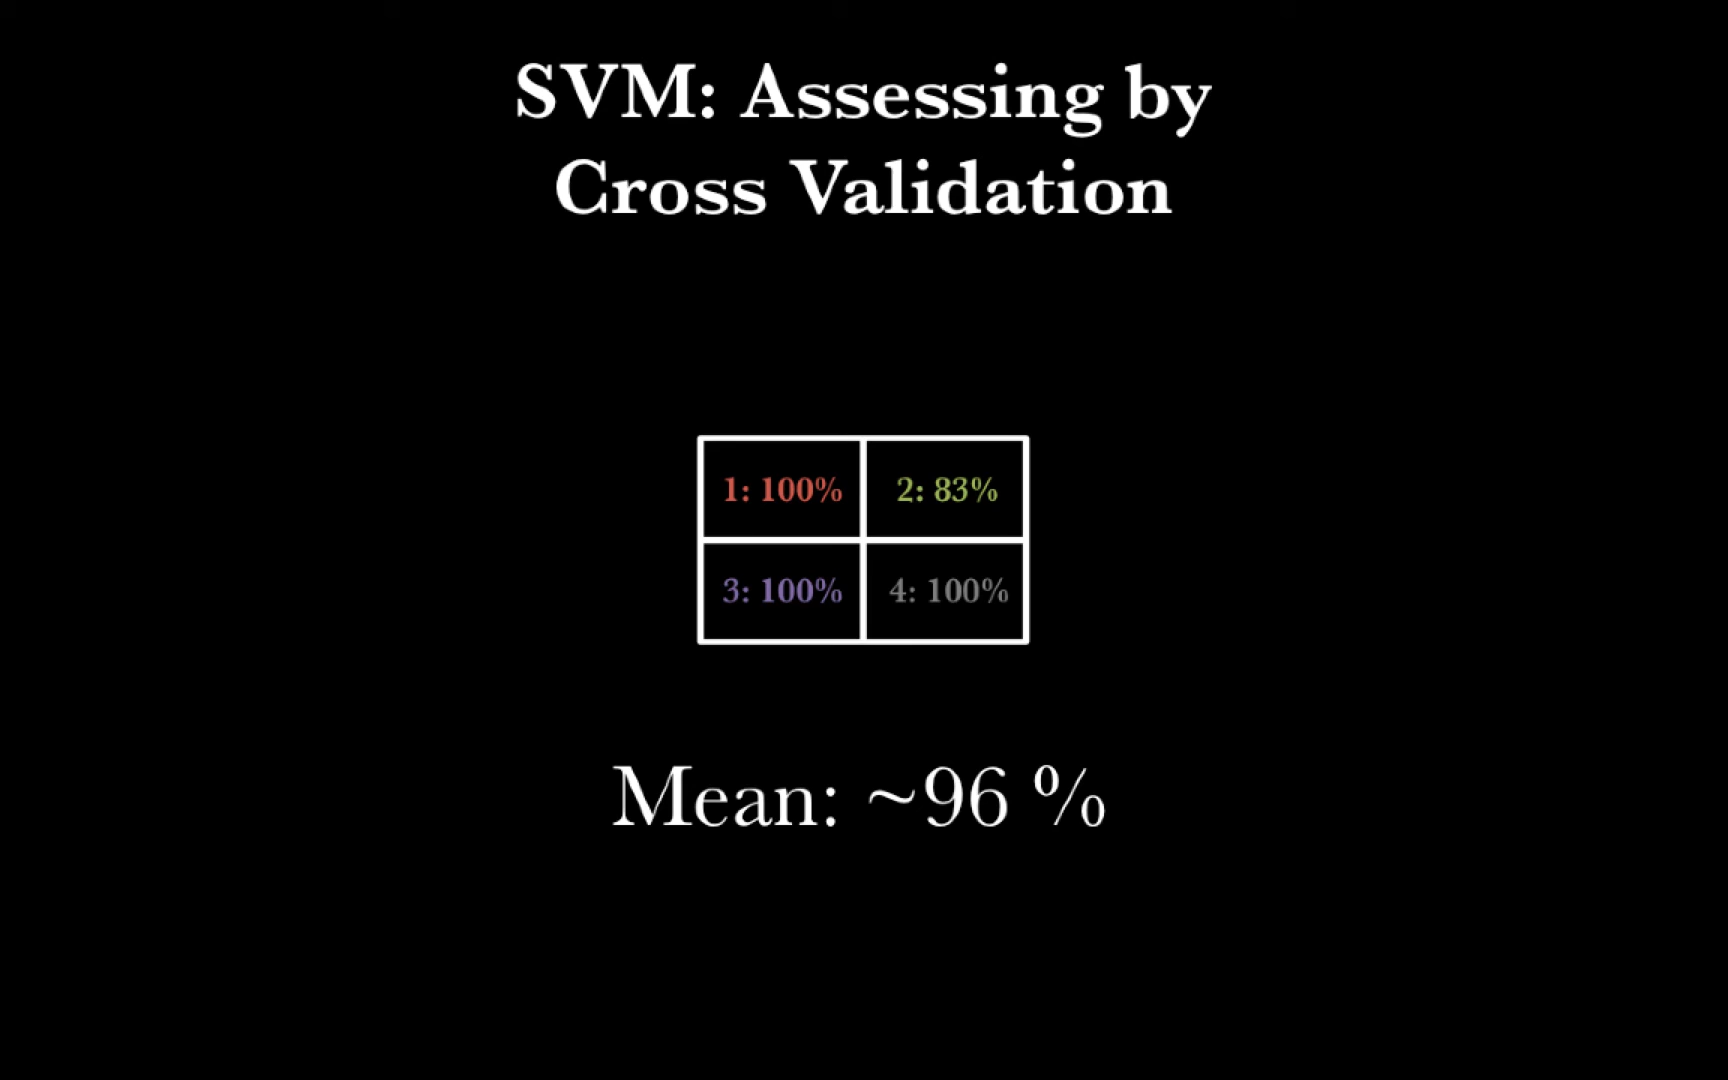 SVM: Assessing by
Cross Validation
1: 100% 2: 83%
3: 100% 4: 100%
Mean: ~96 %